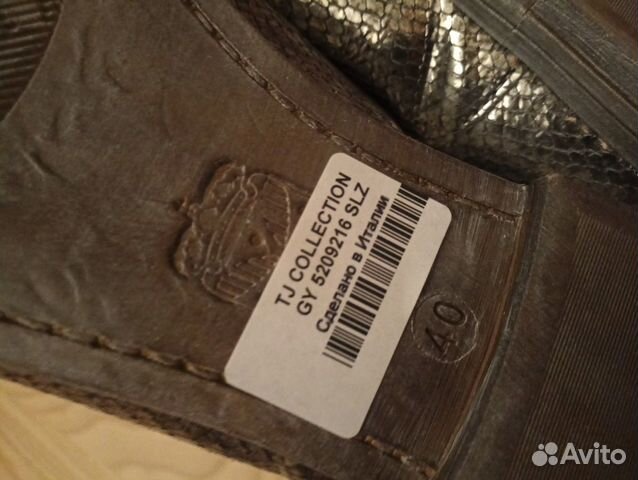 TJ COLLECTION
GY 5209216 SLZ
Сделано в Италии
40
Avito